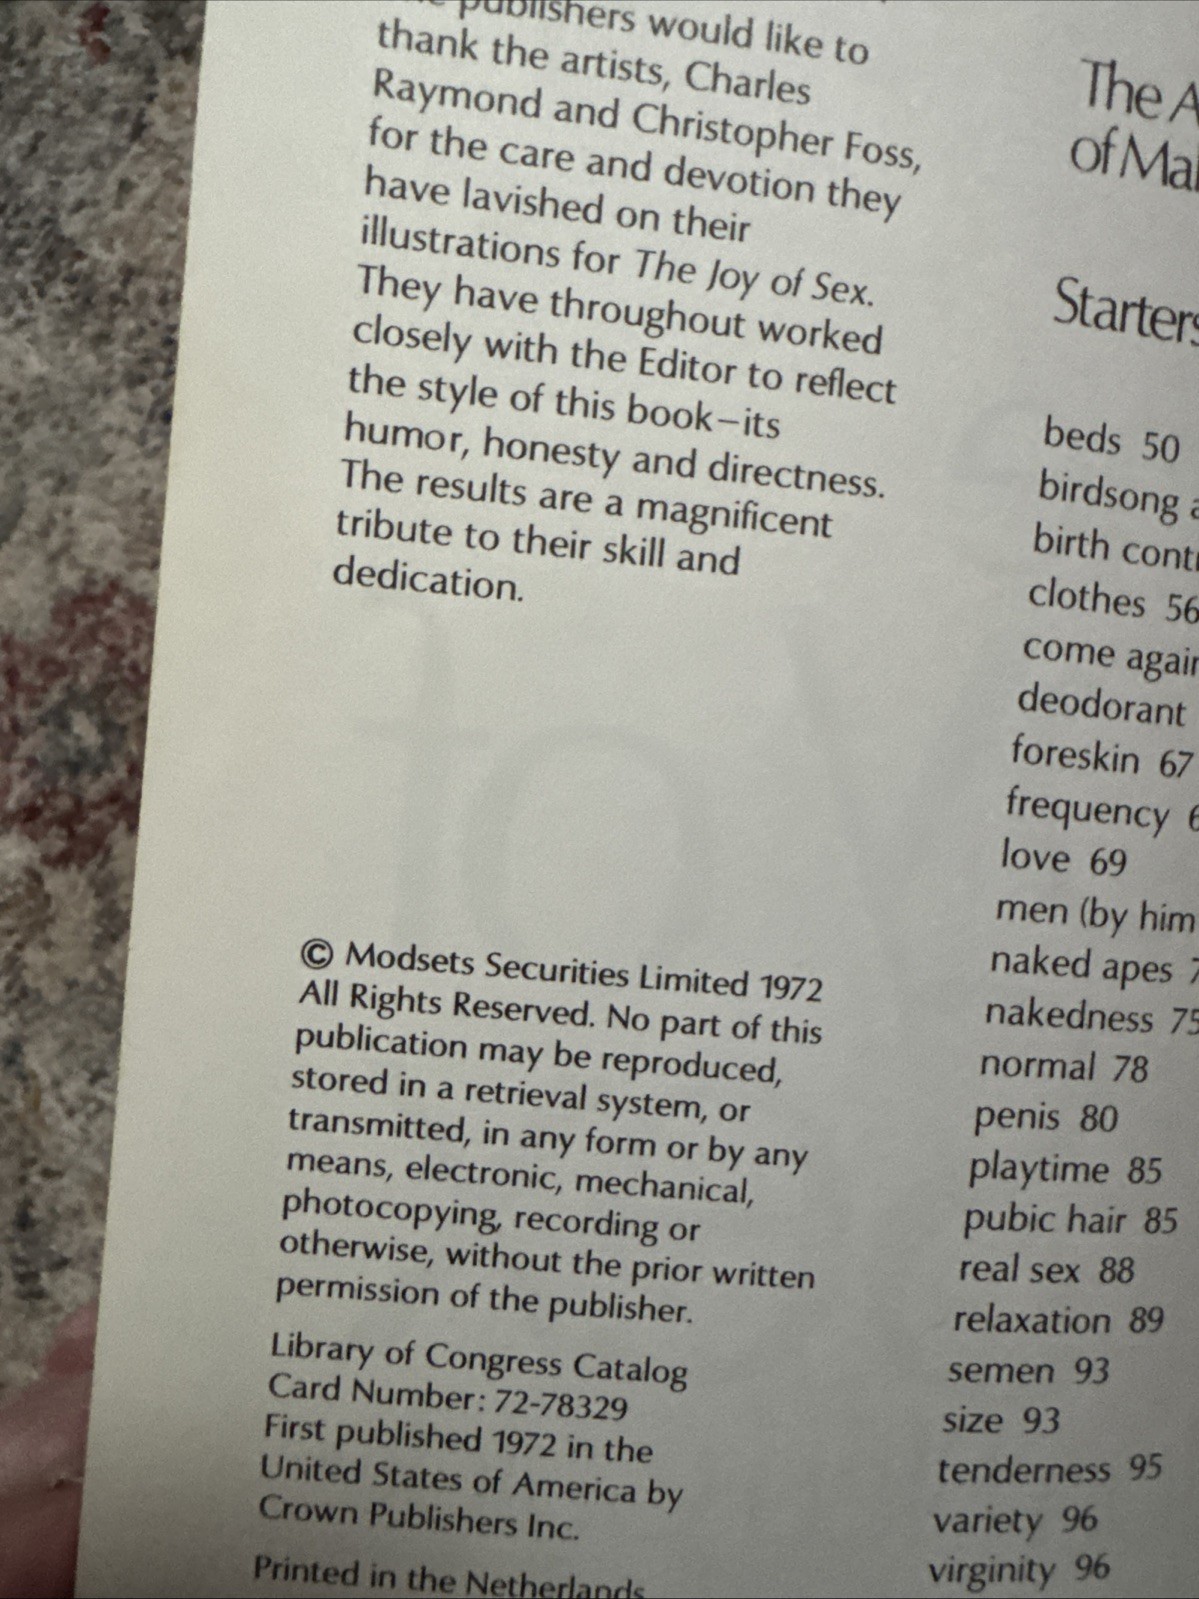 publishers would like to
thank the artists, Charles
Raymond and Christopher Foss,
for the care and devotion they
have lavished on their
illustrations for The Joy of Sex.
They have throughout worked
closely with the Editor to reflect
the style of this book–its
humor, honesty and directness.
The results are a magnificent
tribute to their skill and
dedication.
© Modsets Securities Limited 1972
All Rights Reserved. No part of this
publication may be reproduced,
stored in a retrieval system, or
transmitted, in any form or by any
means, electronic, mechanical,
photocopying, recording or
otherwise, without the prior written
permission of the publisher.
Library of Congress Catalog
Card Number: 72-78329
First published 1972 in the
United States of America by
Crown Publishers Inc.
Printed in the Netherlands
The A
of
Starters
beds 50
birdsong
birth
clothes 56
come
deodorant
foreskin 67
frequency
love 69
men (by him
naked apes
nakedness 75
normal 78
penis 80
playtime 85
pubic hair 85
real sex 88
relaxation 89
semen 93
size 93
tenderness 95
variety 96
virginity 96